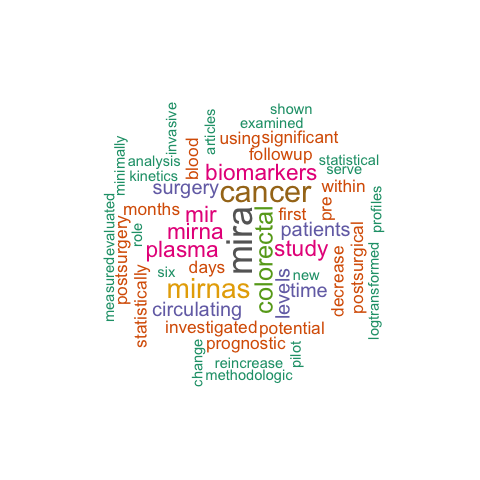 shown
examined
using
significant
invasive
articles
blood
followup
minimally
analysis
statistical
kinetics
biomarkers
serve
surgery
cancer
within
months
mir
first
pre
profiles
evaluated
role
mirna
mira
colorectal
patients
postsurgery
plasma
study
postsurgical
measured
six
days
levels
new
decrease
logtransformed
statistically
mirnas
time
circulating
investigated
potential
prognostic
change
reincrease
pilot
methodologic